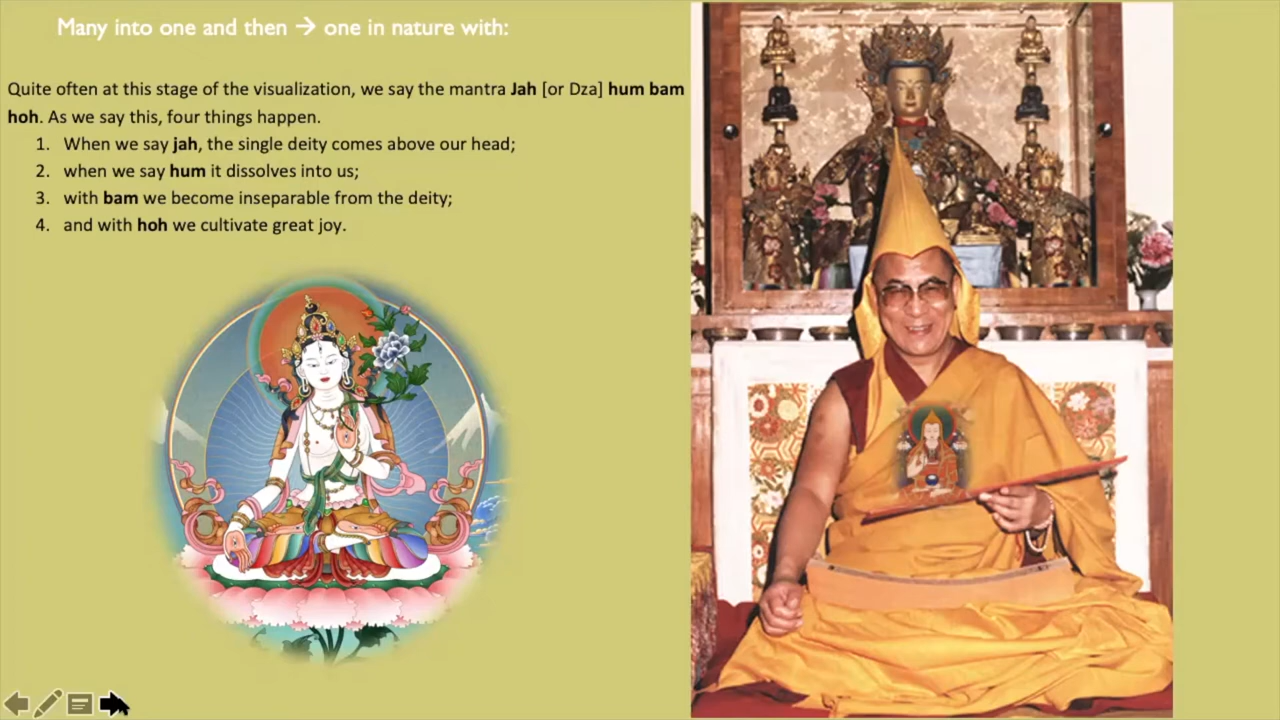 Many into one and then → one in nature with:
Quite often at this stage of the visualization, we say the mantra Jah [or Dza] hum bam
hoh. As we say this, four things happen.
1. When we say jah, the single deity comes above our head;
2. when we say hum it dissolves into us;
3. with bam we become inseparable from the deity;
4. and with hoh we cultivate great joy.